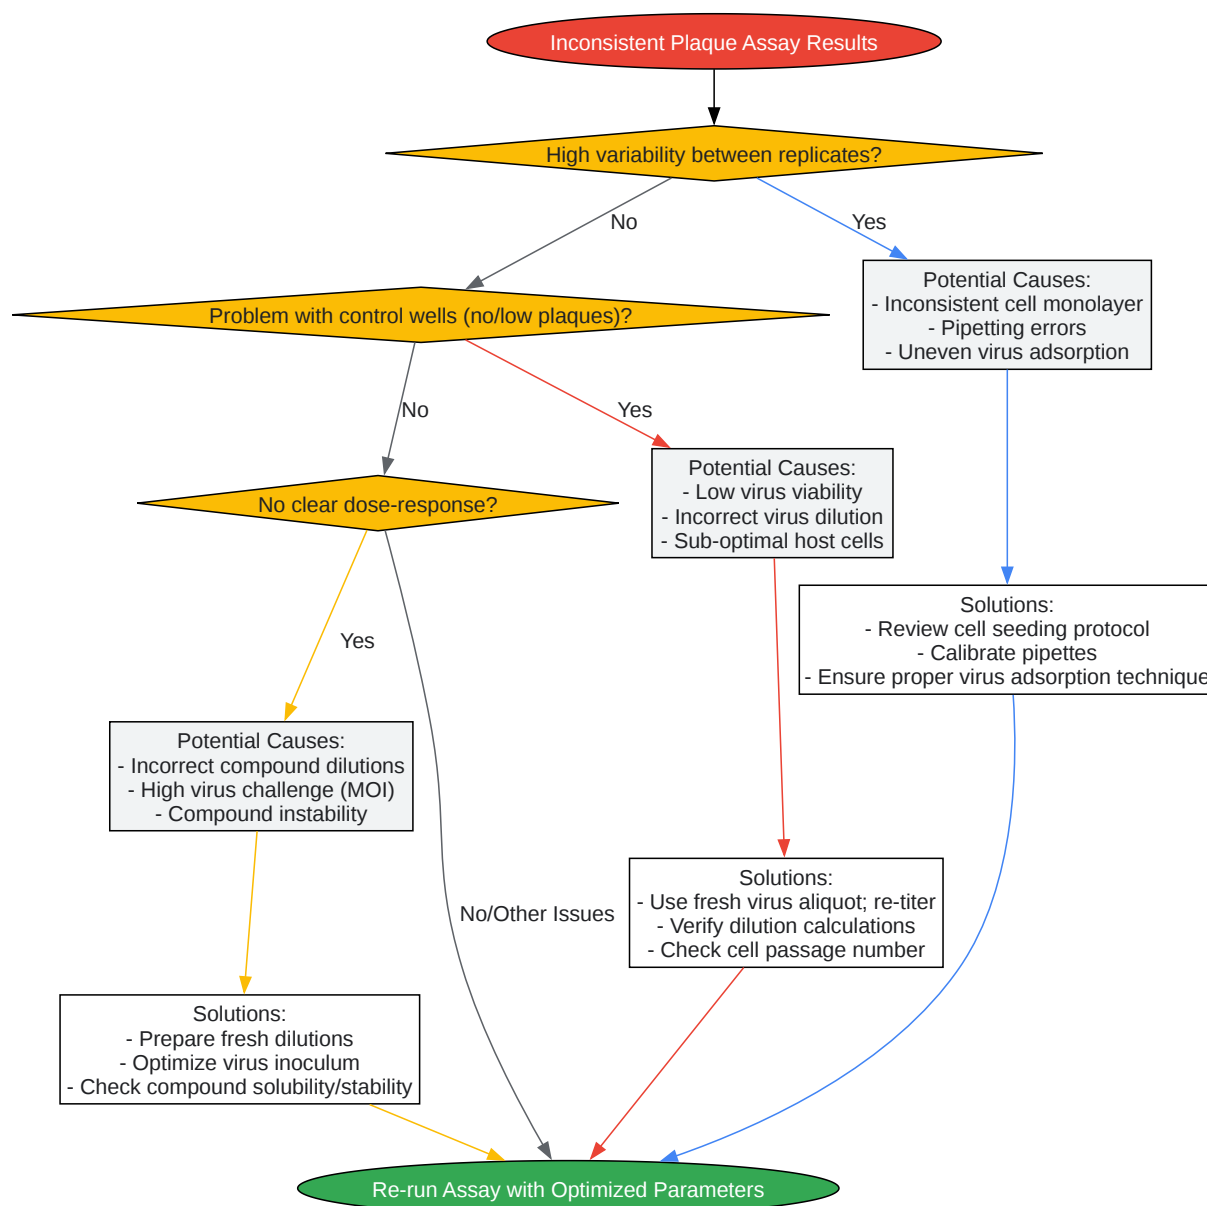 Inconsistent Plaque Assay Results
High variability between replicates?
No
Yes
Potential Causes:
- Inconsistent cell monolayer
- Pipetting errors
- Uneven virus adsorption
Problem with control wells (no/low plaques)?
No
Yes
Potential Causes:
- Low virus viability
- Incorrect virus dilution
- Sub-optimal host cells
No clear dose-response?
Solutions:
- Review cell seeding protocol
- Calibrate pipettes
- Ensure proper virus adsorption technique
Yes
Potential Causes:
- Incorrect compound dilutions
- High virus challenge (MOI)
- Compound instability
No/Other Issues
Solutions:
- Use fresh virus aliquot; re-titer
- Verify dilution calculations
- Check cell passage number
Solutions:
- Prepare fresh dilutions
- Optimize virus inoculum
- Check compound solubility/stability
Re-run Assay with Optimized Parameters